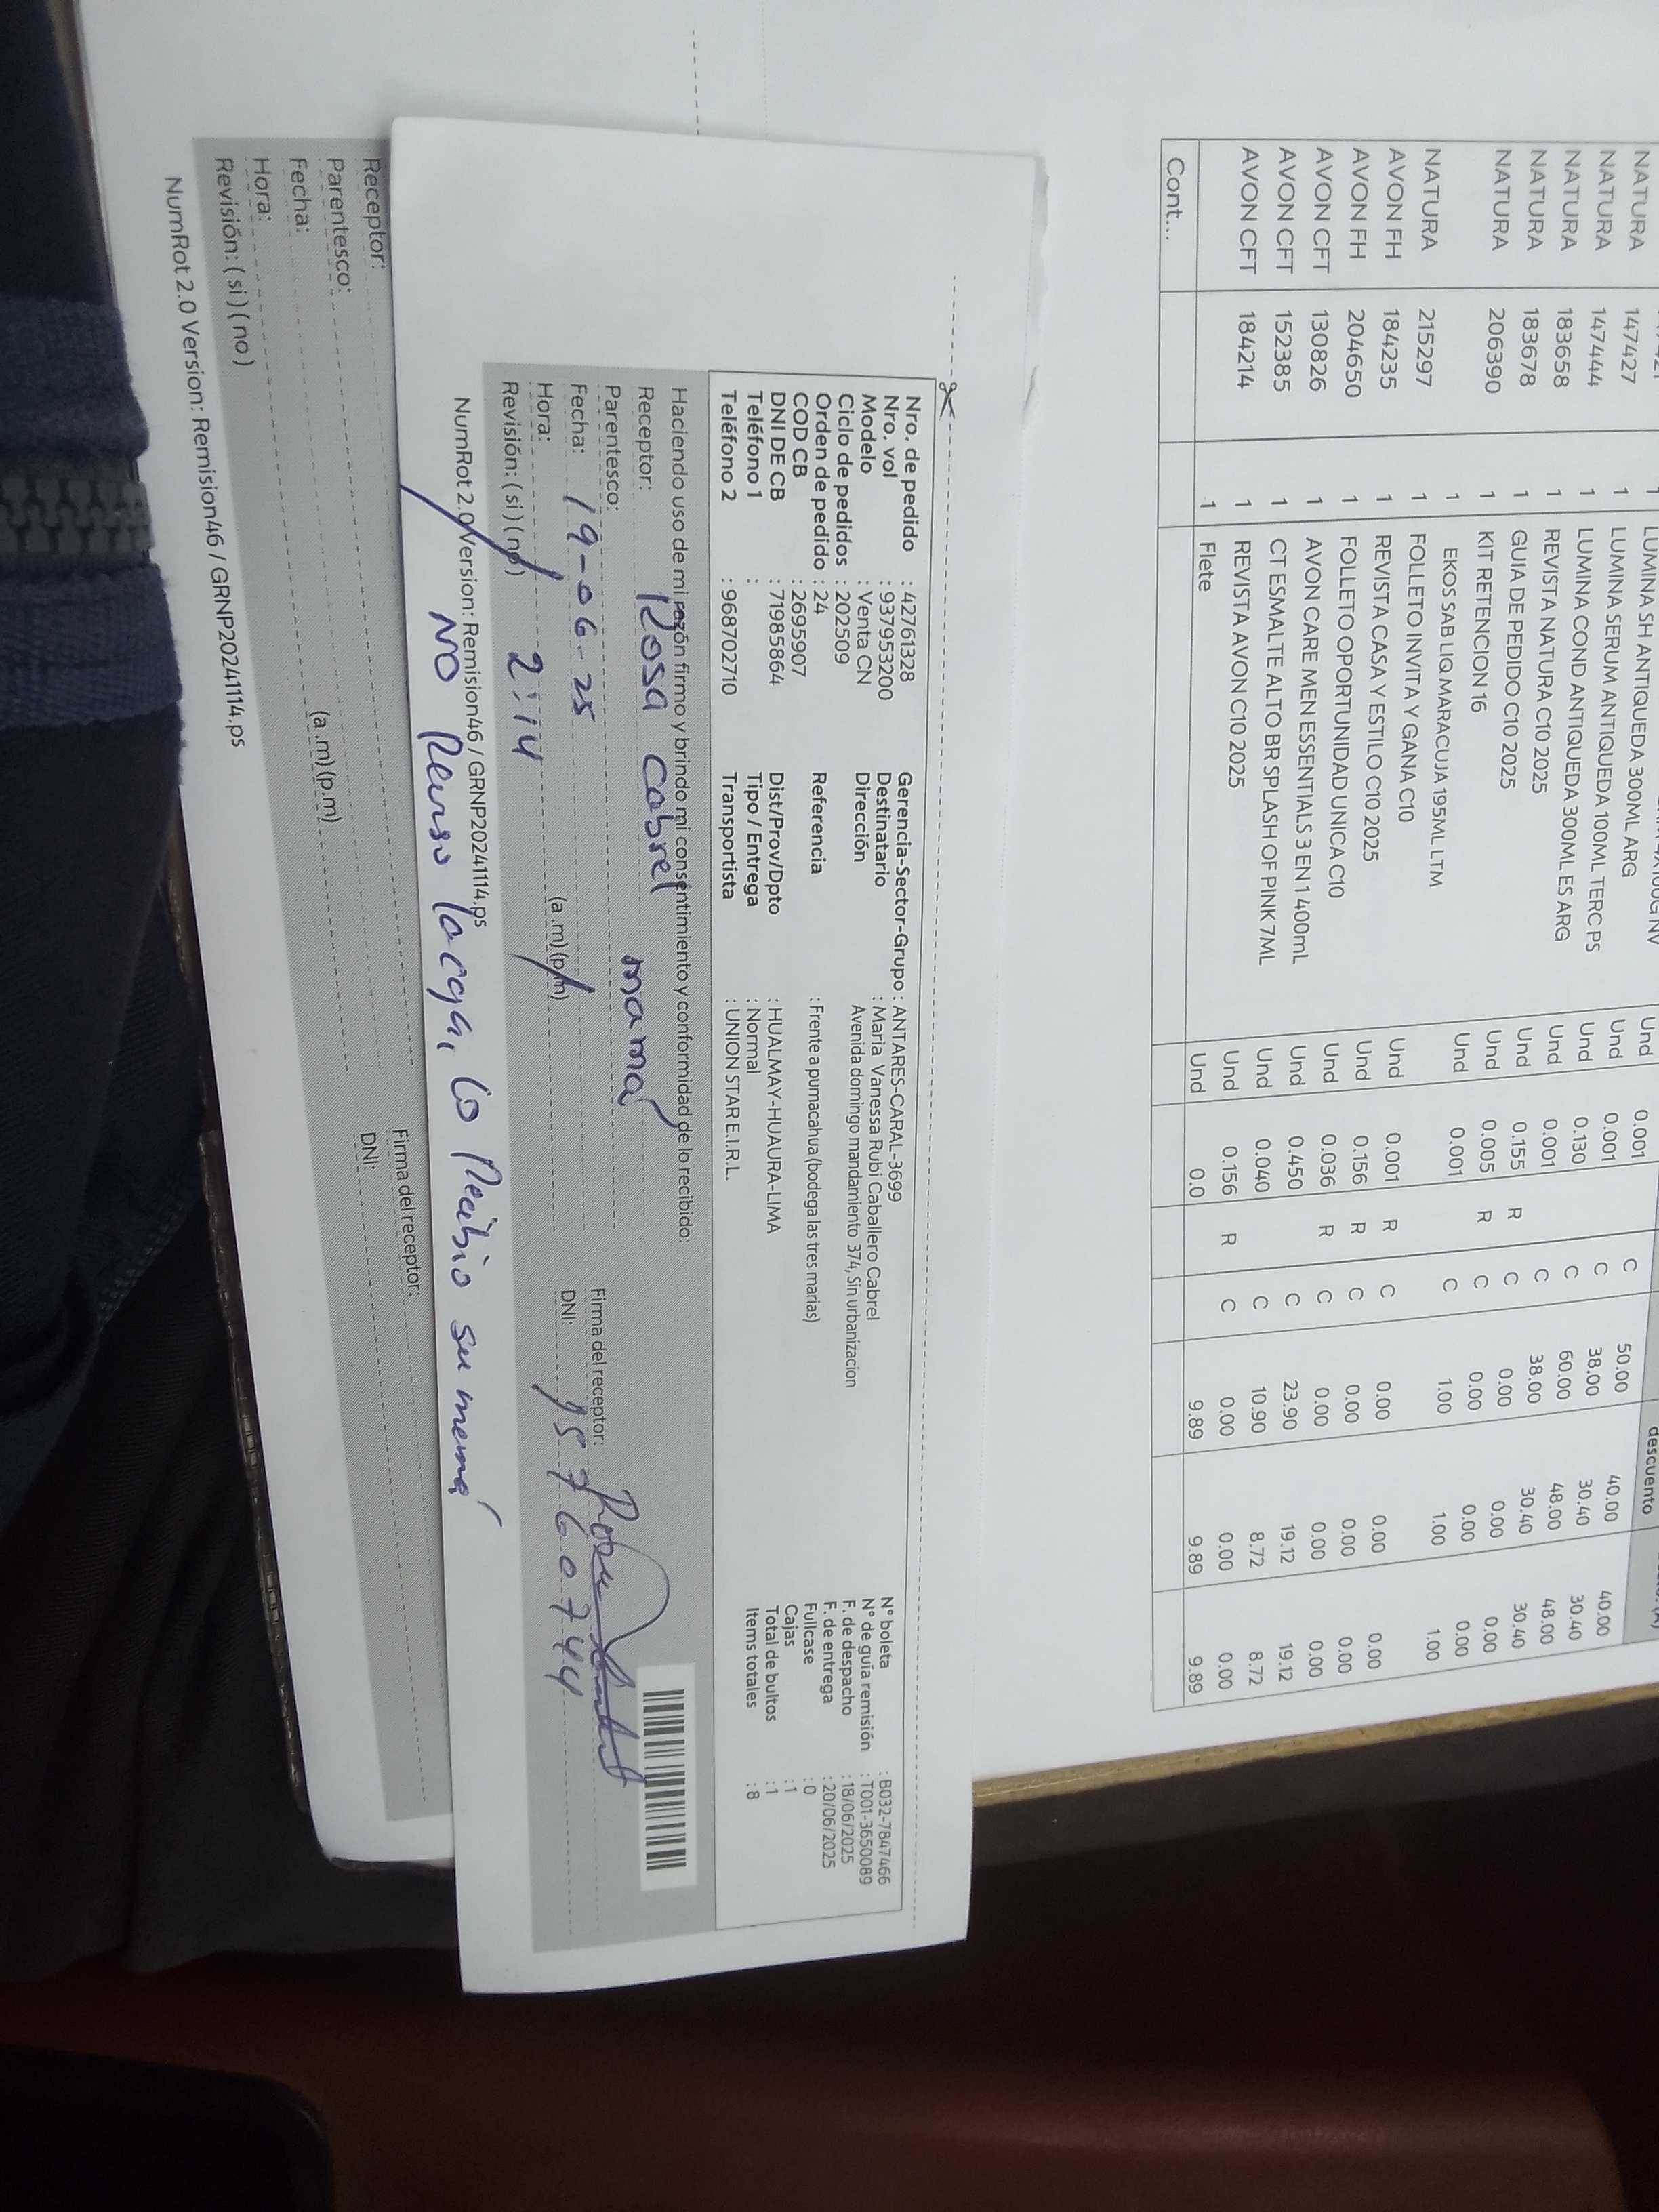 NATURA 147427 1 LUMINA SH ANTIQUEDA 300ML ARG Und 0.001 C 50.00 40.00 40.00
NATURA 147444 1 LUMINA SERUM ANTIQUEDA 100ML TERC PS Und 0.001 C 38.00 30.40 30.40
NATURA 183658 1 LUMINA COND ANTIQUEDA 300ML ES ARG Und 0.130 C 60.00 48.00 48.00
NATURA 183678 1 REVISTA NATURA C10 2025 Und 0.001 C 38.00 30.40 30.40
NATURA 206390 1 GUIA DE PEDIDO C10 2025 Und 0.155 R C 0.00 0.00 0.00
1 KIT RETENCION 16 Und 0.005 R C 0.00 0.00 0.00
NATURA 215297 1 EKOS SAB LIQ MARACUJA 195ML LTM Und 0.001 C 1.00 1.00 1.00
AVON FH 184235 1 FOLLETO INVITA Y GANA C10
AVON FH 204650 1 REVISTA CASA Y ESTILO C10 2025 Und 0.001 R C 0.00 0.00 0.00
AVON CFT 130826 1 FOLLETO OPORTUNIDAD UNICA C10 Und 0.156 R C 0.00 0.00 0.00
AVON CFT 152385 1 AVON CARE MEN ESSENTIALS 3 EN 1 400mL Und 0.036 R C 0.00 0.00 0.00
AVON CFT 184214 1 CT ESMALTE ALTO BR SPLASH OF PINK 7ML Und 0.450 C 23.90 19.12 19.12
1 REVISTA AVON C10 2025 Und 0.040 C 10.90 8.72 8.72
1 Flete Und 0.156 R C 0.00 0.00 0.00
Cont... Und 0.0 9.89 9.89 9.89
descuento
Nro. de pedido : 42761328 Gerencia-Sector-Grupo : ANTARES-CARAL-3699 N° boleta : B032-7847466
Nro. vol : 937953200 Destinatario : Maria Vanessa Rubí Caballero Cabrel N° de guía remisión : T001-3650089
Modelo : Venta CN Dirección Avenida domingo mandamiento 374, Sin urbanizacion F. de despacho : 18/06/2025
Ciclo de pedidos : 202509 F. de entrega : 20/06/2025
Orden de pedido : 24 Referencia : Frente a pumacahua (bodega las tres marias) Fullcase : 0
COD CB : 2695907 Cajas : 1
DNI DE CB : 71985864 Dist/Prov/Dpto : HUALMAY-HUAURA-LIMA Total de bultos : 1
Teléfono 1 : Tipo / Entrega : Normal Items totales : 8
Teléfono 2 : 968702710 Transportista : UNION STAR E.I.R.L.
Haciendo uso de mi razón firmo y brindo mi consentimiento y conformidad de lo recibido:
Receptor: Rosa Cabrel
Parentesco: mamá Firma del receptor:
Fecha: 19-06-25 DNI: 15760744
Hora: 2:14 (a.m)(p.m)
Revisión: ( si ) ( no )
NumRot 2.0 Version: Remision46 / GRNP20241114.ps
NO Reviso la caja, lo Recibio su mamá
Receptor: Firma del receptor:
Parentesco: DNI:
Fecha:
Hora: (a.m)(p.m)
Revisión: ( si ) ( no )
NumRot 2.0 Version: Remision46 / GRNP20241114.ps